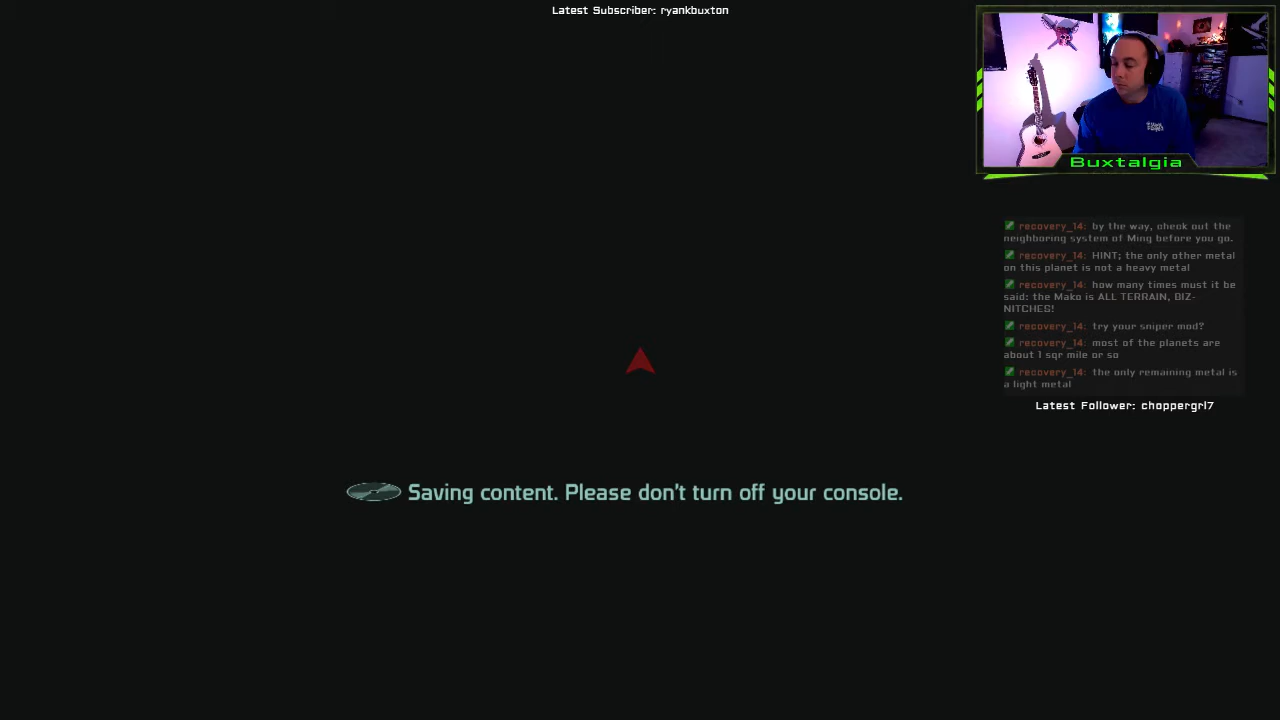 Latest Subscriber: ryankbuxton
Buxtalgia
recovery_14: by the way, check out the
neighboring system of Ming before you go.
recovery_14: HINT; the only other metal
on this planet is not a heavy metal
recovery_14: how many times must it be
said: the Mako is ALL TERRAIN, BIZ-
NITCHES!
recovery_14: try your sniper mod?
recovery_14: most of the planets are
about 1 sqr mile or so
recovery_14: the only remaining metal is
a light metal
Latest Follower: choppergrl7
Saving content. Please don't turn off your console.